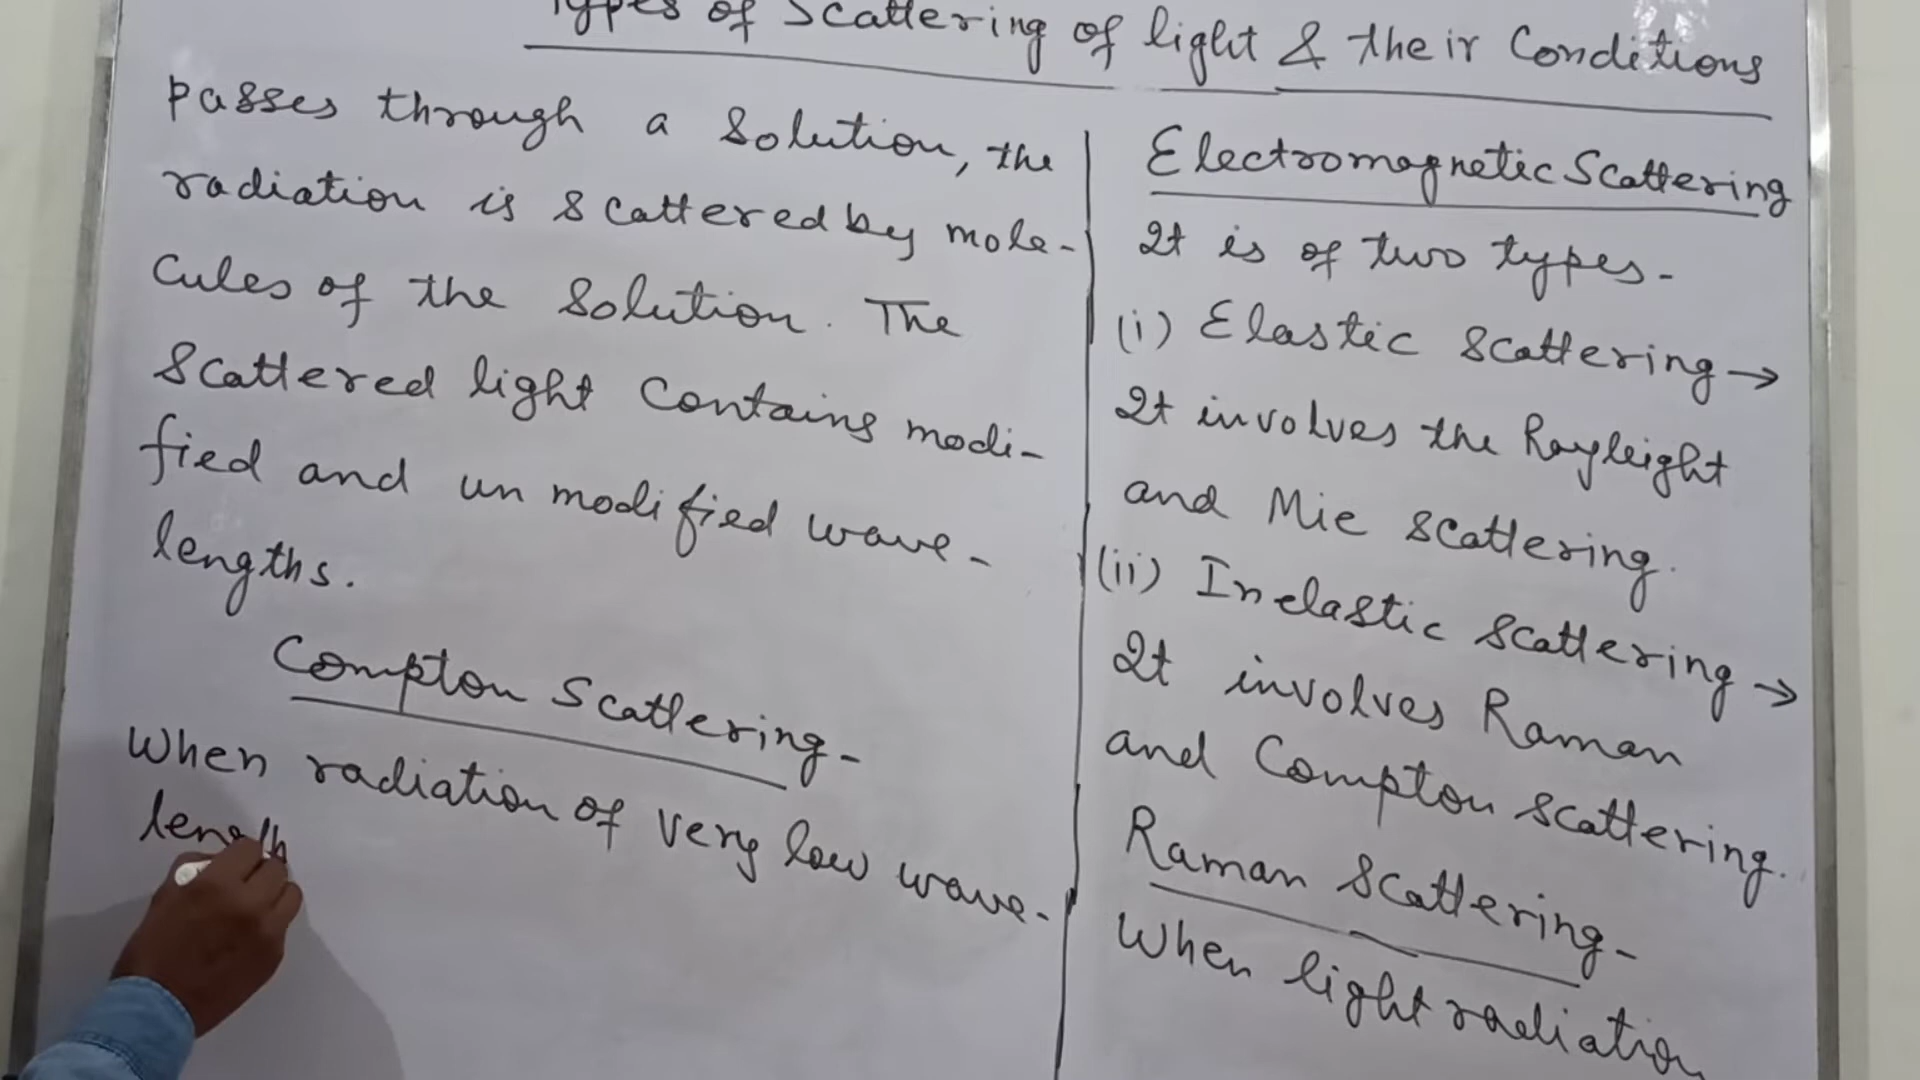 Types of Scattering of light & their Conditions
passes through a solution, the
radiation is scattered by mole-
cules of the solution. The
scattered light contains modi-
fied and un modified wave-
lengths.
Compton Scattering-
When radiation of very low wave-
length
Electromagnetic Scattering
It is of two types-
(i) Elastic scattering →
It involves the Rayleight
and Mie scattering.
(ii) Inelastic scattering →
It involves Raman
and Compton scattering.
Raman Scattering-
When light radiation